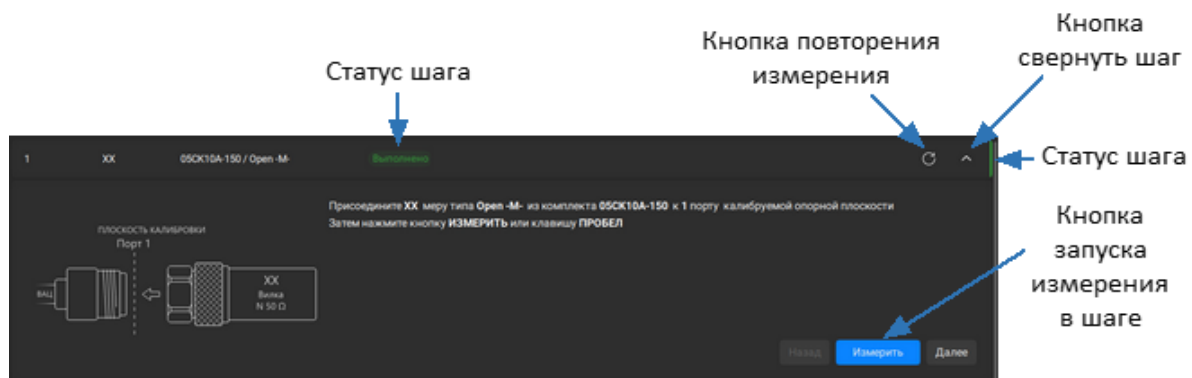 Кнопка
свернуть шаг
Кнопка повторения
измерения
Статус шага
1 XX 05CK10A-150 / Open -M- Выполнено
Статус шага
Присоедините XX меру типа Open -M- из комплекта 05CK10A-150 к 1 порту калибруемой опорной плоскости
Затем нажмите кнопку ИЗМЕРИТЬ или клавишу ПРОБЕЛ
ПЛОСКОСТЬ КАЛИБРОВКИ
Порт 1
ВАЦ
XX
Вилка
N 50 Ω
Кнопка
запуска
измерения
в шаге
Назад Измерить Далее